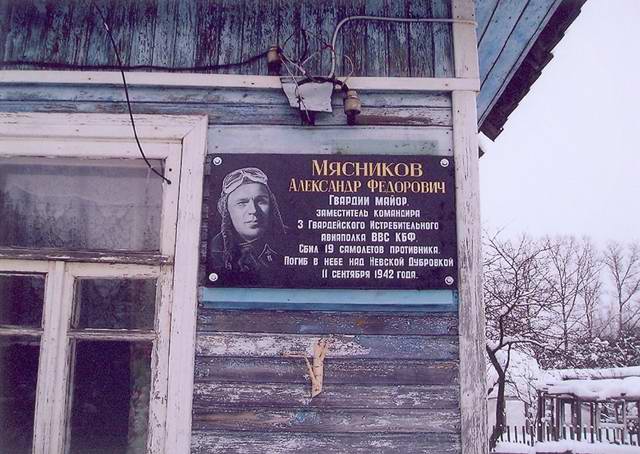 Мясников
Александр Федорович
Гвардии майор,
заместитель командира
3 Гвардейского Истребительного
авиаполка ВВС КБФ.
Сбил 19 самолетов противника.
Погиб в небе над Невской Дубровкой
11 сентября 1942 года.